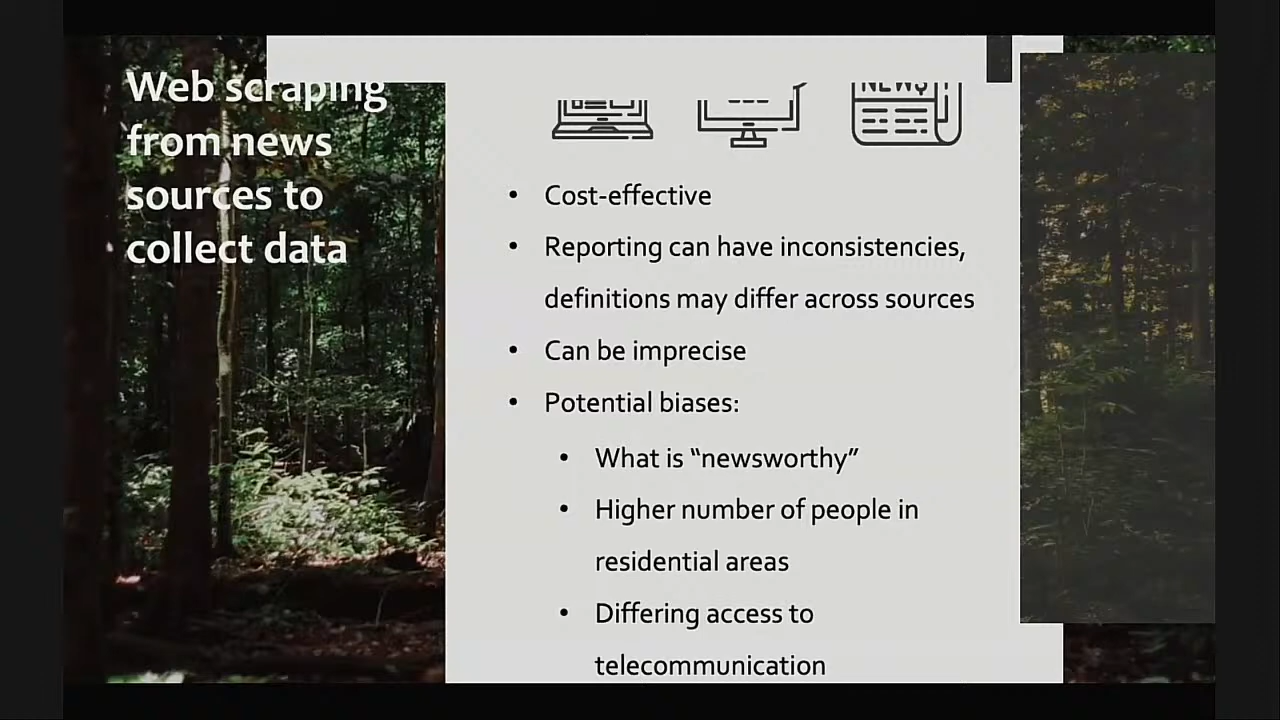 Web scraping
from news
sources to
collect data
NEWS
• Cost-effective
• Reporting can have inconsistencies,
definitions may differ across sources
• Can be imprecise
• Potential biases:
• What is “newsworthy”
• Higher number of people in
residential areas
• Differing access to
telecommunication